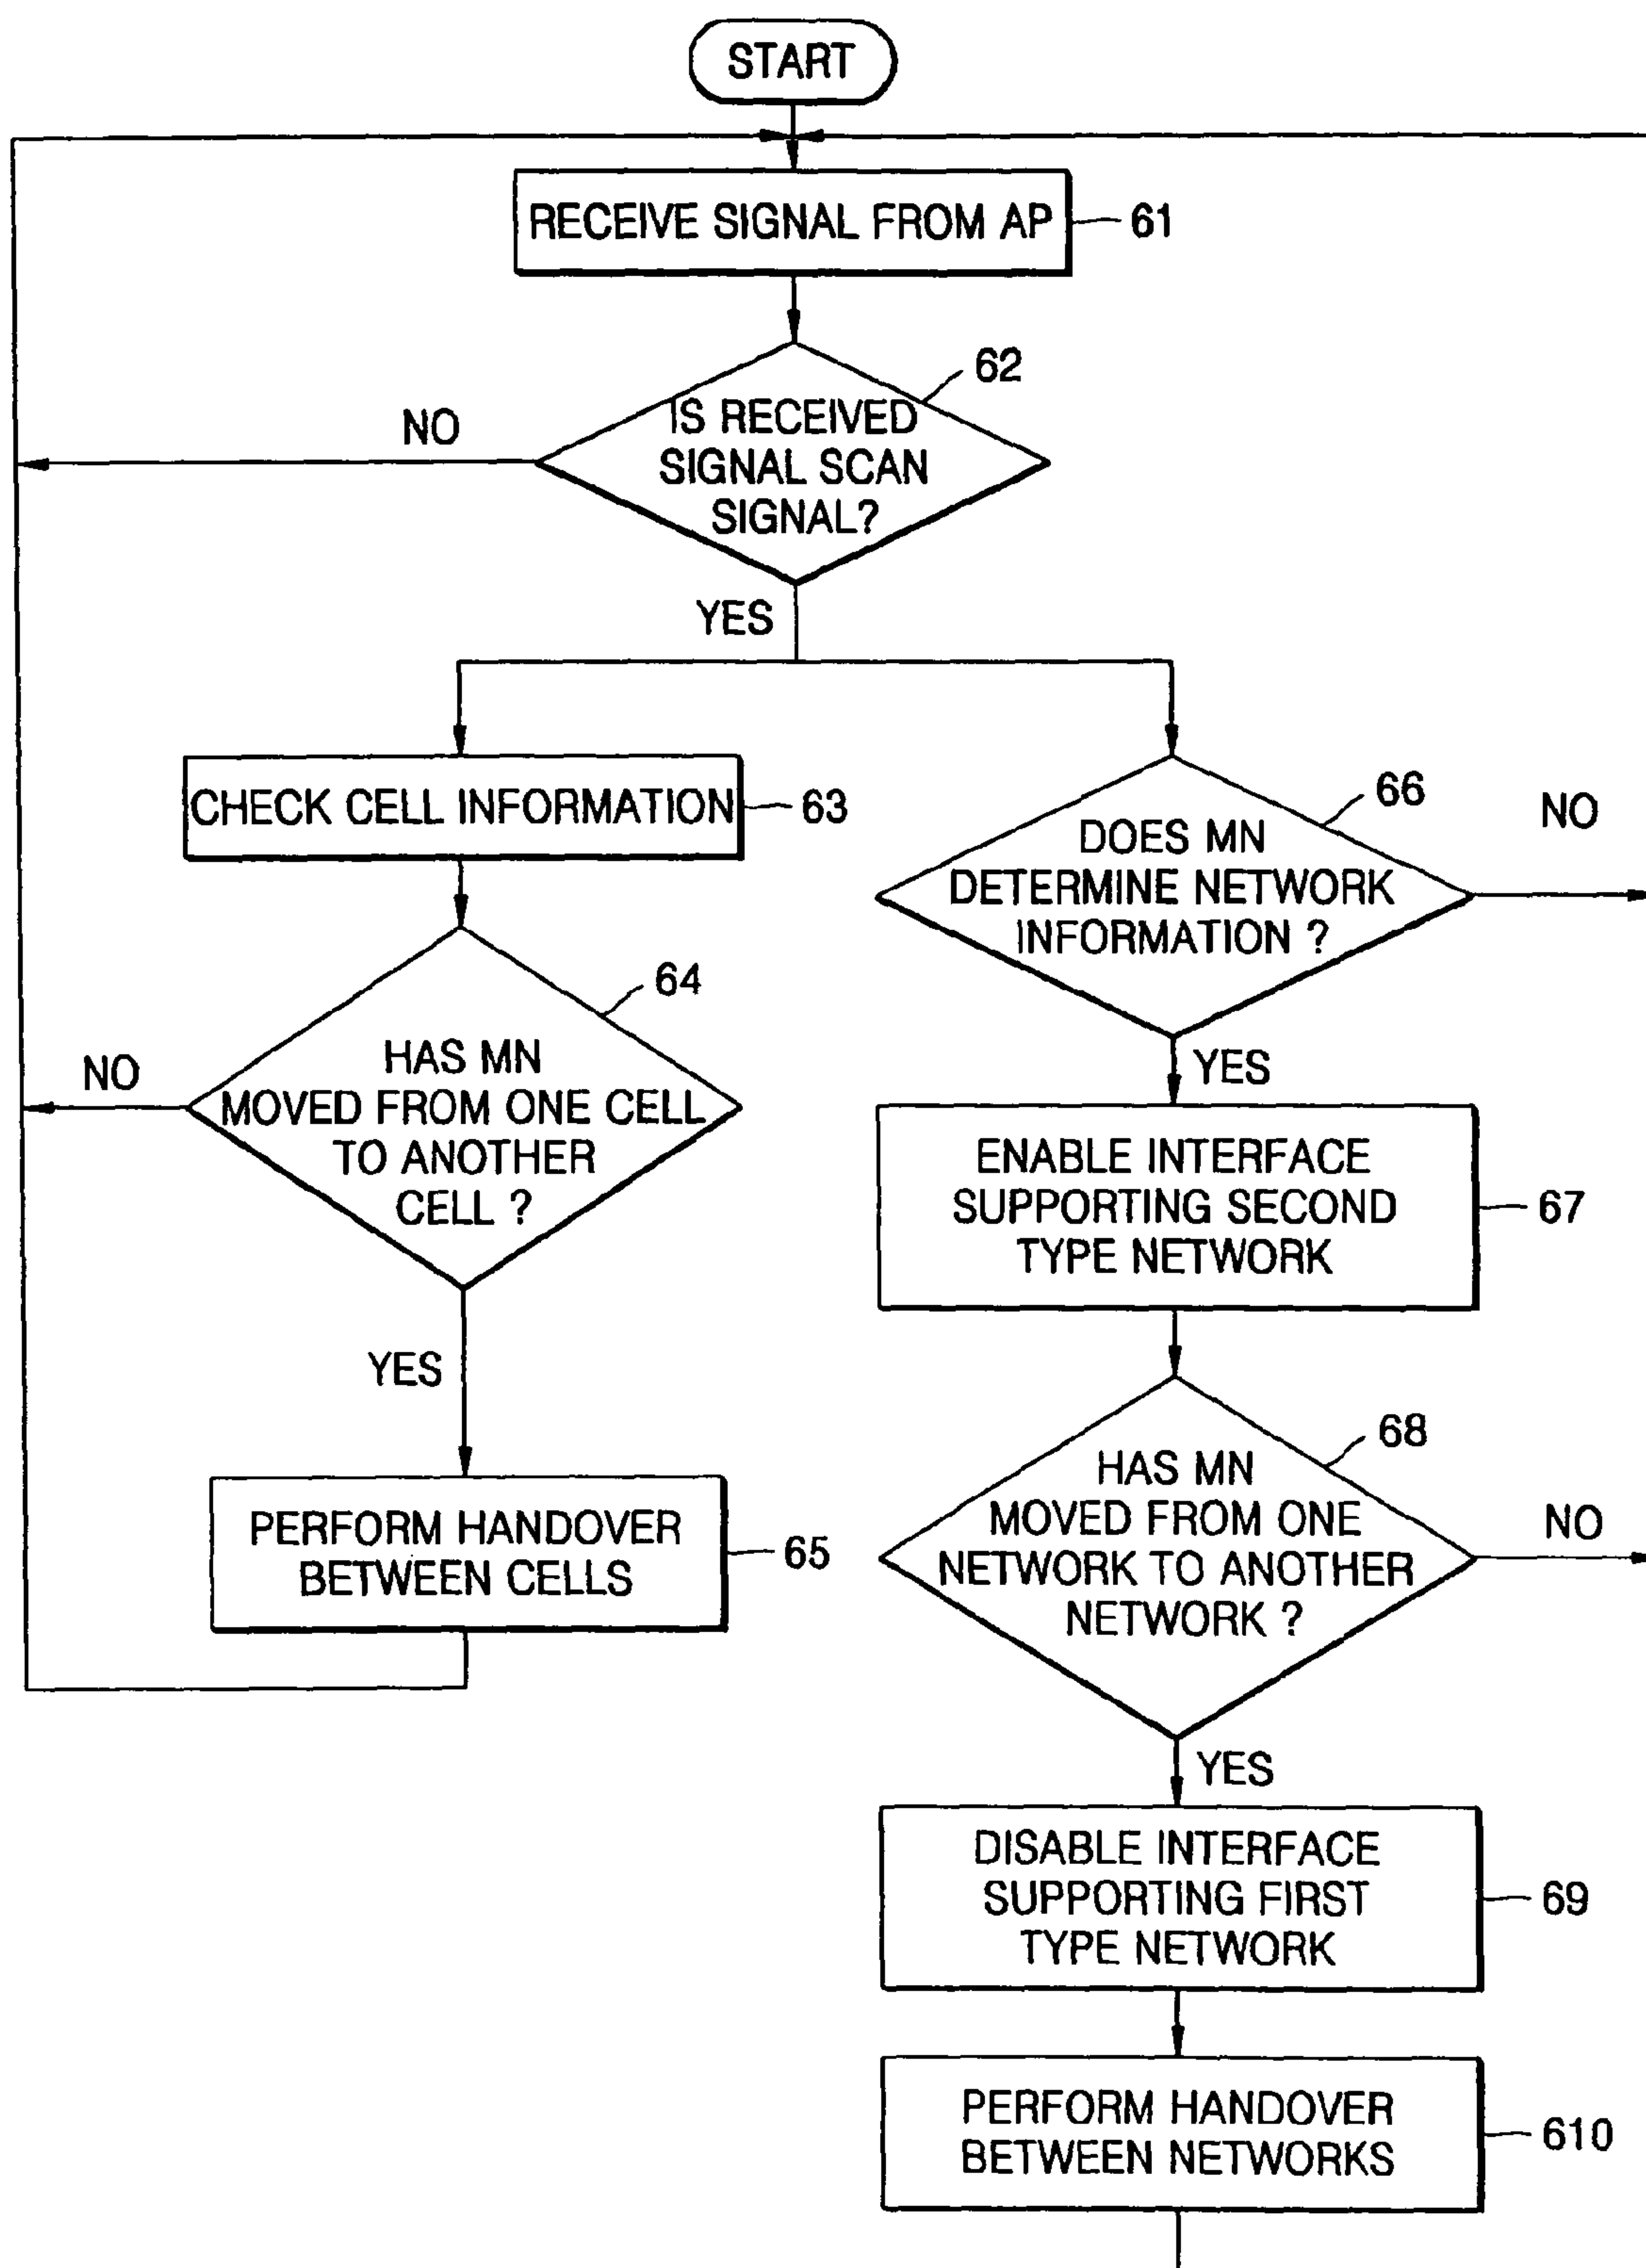 START
RECEIVE SIGNAL FROM AP
61
62
IS RECEIVED
SIGNAL SCAN
SIGNAL?
NO
YES
CHECK CELL INFORMATION
63
66
DOES MN
DETERMINE NETWORK
INFORMATION ?
NO
YES
64
HAS MN
MOVED FROM ONE CELL
TO ANOTHER
CELL ?
NO
YES
ENABLE INTERFACE
SUPPORTING SECOND
TYPE NETWORK
67
PERFORM HANDOVER
BETWEEN CELLS
65
68
HAS MN
MOVED FROM ONE
NETWORK TO ANOTHER
NETWORK ?
NO
YES
DISABLE INTERFACE
SUPPORTING FIRST
TYPE NETWORK
69
PERFORM HANDOVER
BETWEEN NETWORKS
610